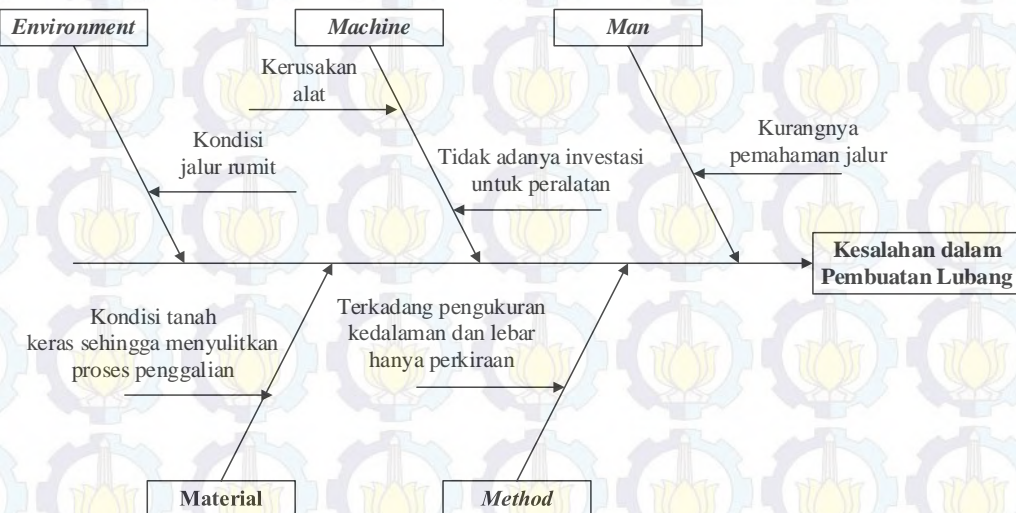 Environment
Machine
Man
Kerusakan
alat
Kondisi
jalur rumit
Tidak adanya investasi
untuk peralatan
Kurangnya
pemahaman jalur
Kesalahan dalam
Pembuatan Lubang
Kondisi tanah
keras sehingga menyulitkan
proses penggalian
Terkadang pengukuran
kedalaman dan lebar
hanya perkiraan
Material
Method